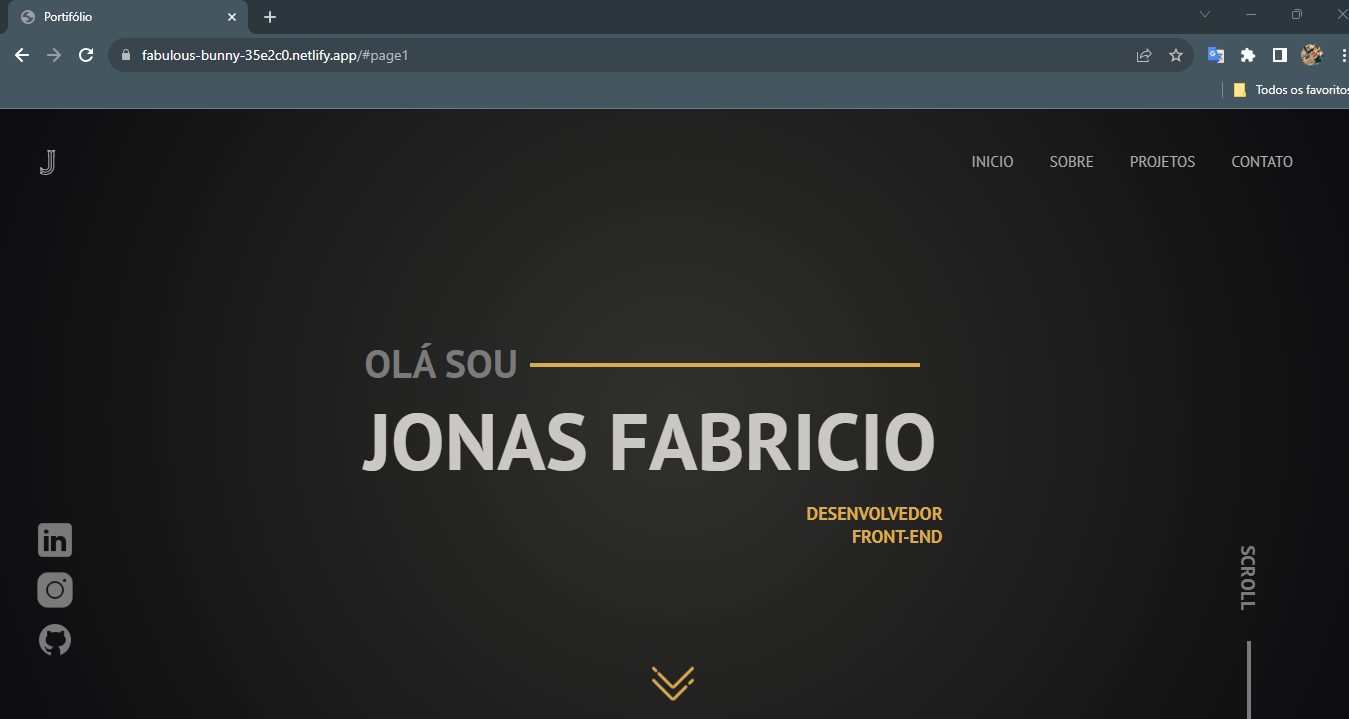 Portifólio
fabulous-bunny-35e2c0.netlify.app/#page1
Todos os favoritos
J
INICIO SOBRE PROJETOS CONTATO
OLÁ SOU
JONAS FABRICIO
DESENVOLVEDOR
FRONT-END
in
SCROLL